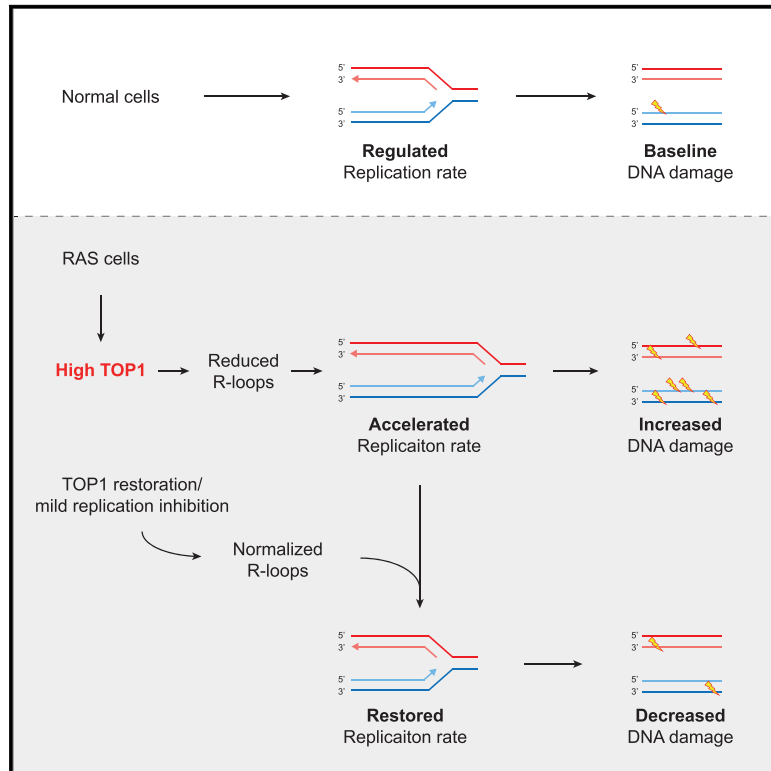 Normal cells
5'
3'
5'
3'
Regulated
Replication rate
5'
3'
5'
3'
Baseline
DNA damage
RAS cells
High TOP1
Reduced
R-loops
5'
3'
5'
3'
Accelerated
Replicaiton rate
5'
3'
5'
3'
Increased
DNA damage
TOP1 restoration/
mild replication inhibition
Normalized
R-loops
5'
3'
5'
3'
Restored
Replicaiton rate
5'
3'
5'
3'
Decreased
DNA damage